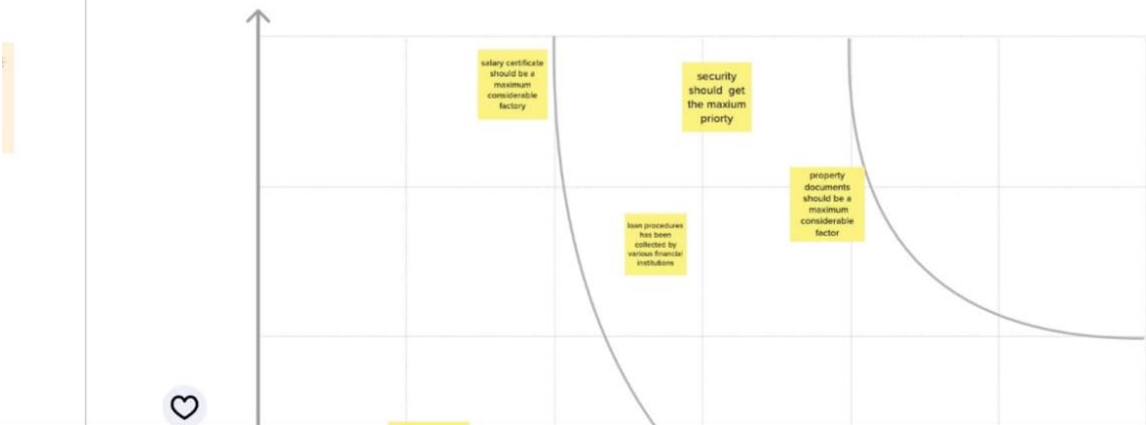 salary certificate
should be a
maximum
considerable
factory
security
should get
the maxium
priorty
property
documents
should be a
maximum
considerable
factor
loan procedures
has been
collected by
various financial
institutions